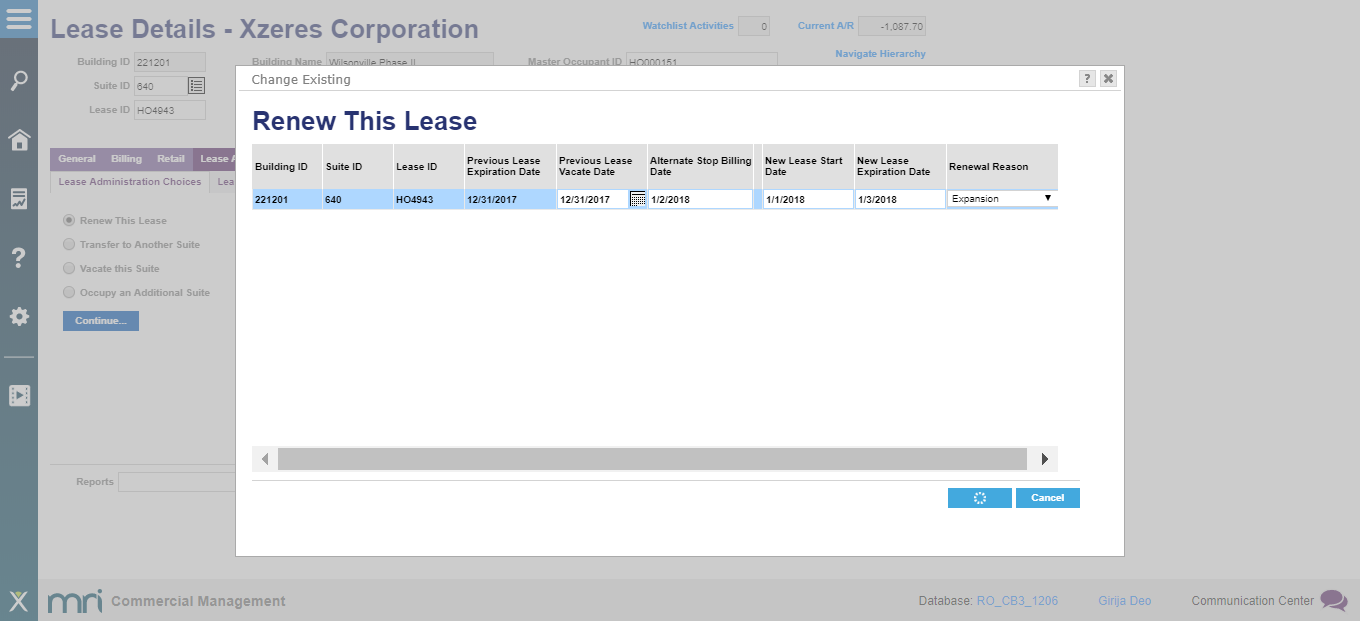 Lease Details - Xzeres Corporation
Watchlist Activities 0 Current A/R -1,087.70
Navigate Hierarchy
Building ID 221201 Building Name Wilsonville Phase II Master Occupant ID HO000151
Suite ID 640
Lease ID HO4943
General Billing Retail Lease A
Lease Administration Choices Lea
Renew This Lease
Transfer to Another Suite
Vacate this Suite
Occupy an Additional Suite
Continue...
Reports
Change Existing ?
Renew This Lease
Building ID Suite ID Lease ID Previous Lease Expiration Date Previous Lease Vacate Date Alternate Stop Billing Date New Lease Start Date New Lease Expiration Date Renewal Reason
221201 640 HO4943 12/31/2017 12/31/2017 1/2/2018 1/1/2018 1/3/2018 Expansion
Cancel
mri Commercial Management Database: RO_CB3_1206 Girija Deo Communication Center